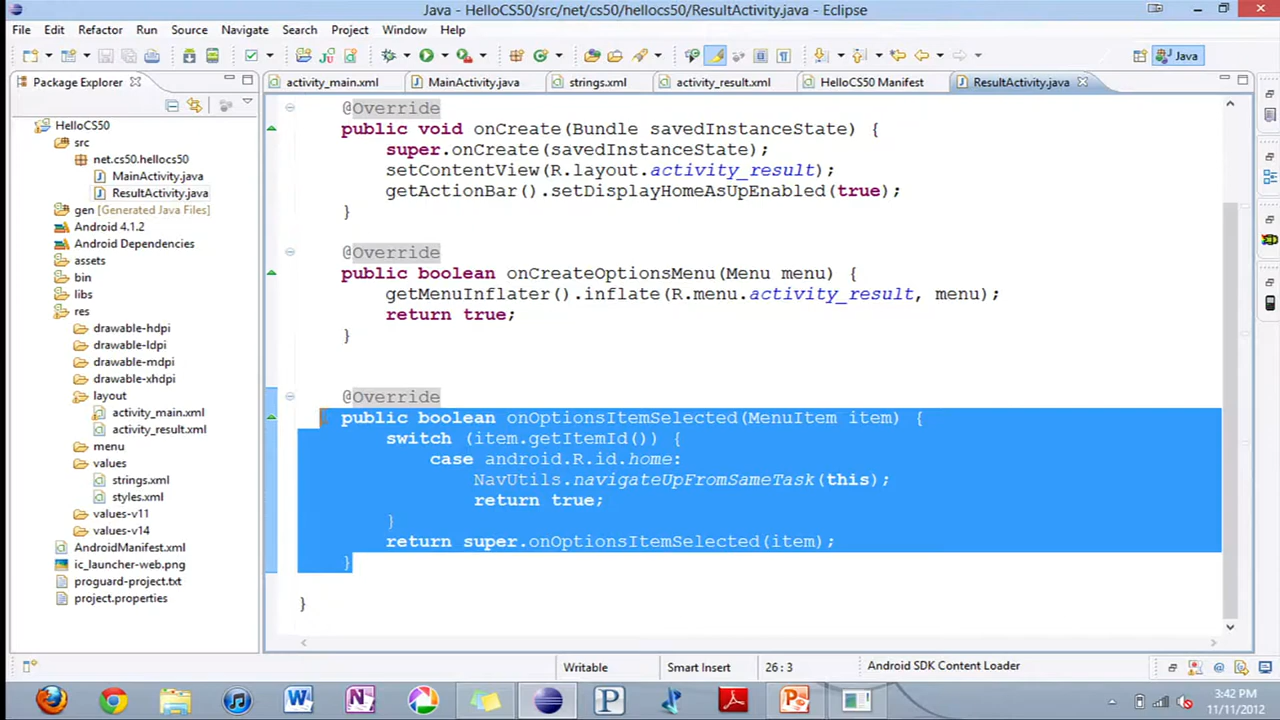 Java - HelloCS50/src/net/cs50/hellocs50/ResultActivity.java - Eclipse
File Edit Refactor Run Source Navigate Search Project Window Help
Java
Package Explorer
activity_main.xml MainActivity.java strings.xml activity_result.xml HelloCS50 Manifest ResultActivity.java
HelloCS50
src
net.cs50.hellocs50
MainActivity.java
ResultActivity.java
gen [Generated Java Files]
Android 4.1.2
Android Dependencies
assets
bin
libs
res
drawable-hdpi
drawable-ldpi
drawable-mdpi
drawable-xhdpi
layout
activity_main.xml
activity_result.xml
menu
values
strings.xml
styles.xml
values-v11
values-v14
AndroidManifest.xml
ic_launcher-web.png
proguard-project.txt
project.properties
@Override
public void onCreate(Bundle savedInstanceState) {
super.onCreate(savedInstanceState);
setContentView(R.layout.activity_result);
getActionBar().setDisplayHomeAsUpEnabled(true);
}
@Override
public boolean onCreateOptionsMenu(Menu menu) {
getMenuInflater().inflate(R.menu.activity_result, menu);
return true;
}
@Override
public boolean onOptionsItemSelected(MenuItem item) {
switch (item.getItemId()) {
case android.R.id.home:
NavUtils.navigateUpFromSameTask(this);
return true;
}
return super.onOptionsItemSelected(item);
}
}
Writable Smart Insert 26 : 3 Android SDK Content Loader
3:42 PM
11/11/2012